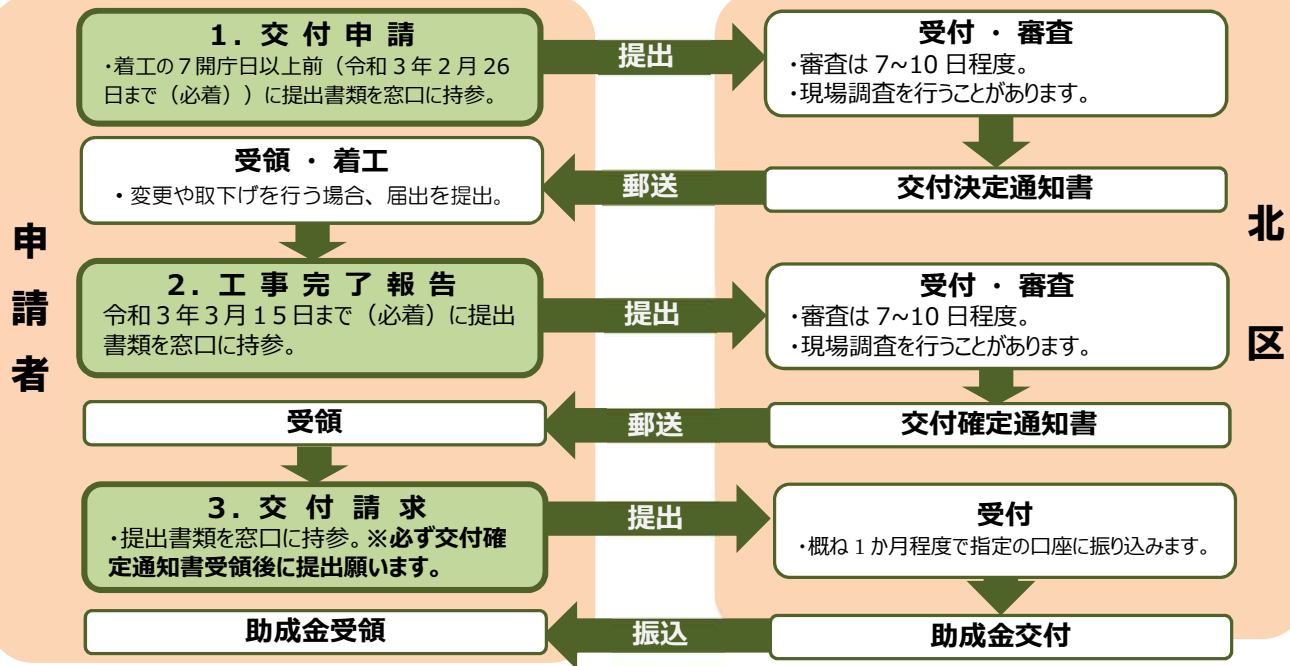 1．交付申請
・着工の７開庁日以上前（令和３年２月26
日まで（必着））に提出書類を窓口に持参。
提出
受付 ・ 審査
・審査は 7~10 日程度。
・現場調査を行うことがあります。
受領 ・ 着工
・変更や取下げを行う場合、届出を提出。
郵送
交付決定通知書
申請者
北区
2．工事完了報告
令和３年３月１５日まで（必着）に提出
書類を窓口に持参。
提出
受付 ・ 審査
・審査は 7~10 日程度。
・現場調査を行うことがあります。
受領
郵送
交付確定通知書
3．交付請求
・提出書類を窓口に持参。※必ず交付確
定通知書受領後に提出願います。
提出
受付
・概ね１か月程度で指定の口座に振り込みます。
助成金受領
振込
助成金交付